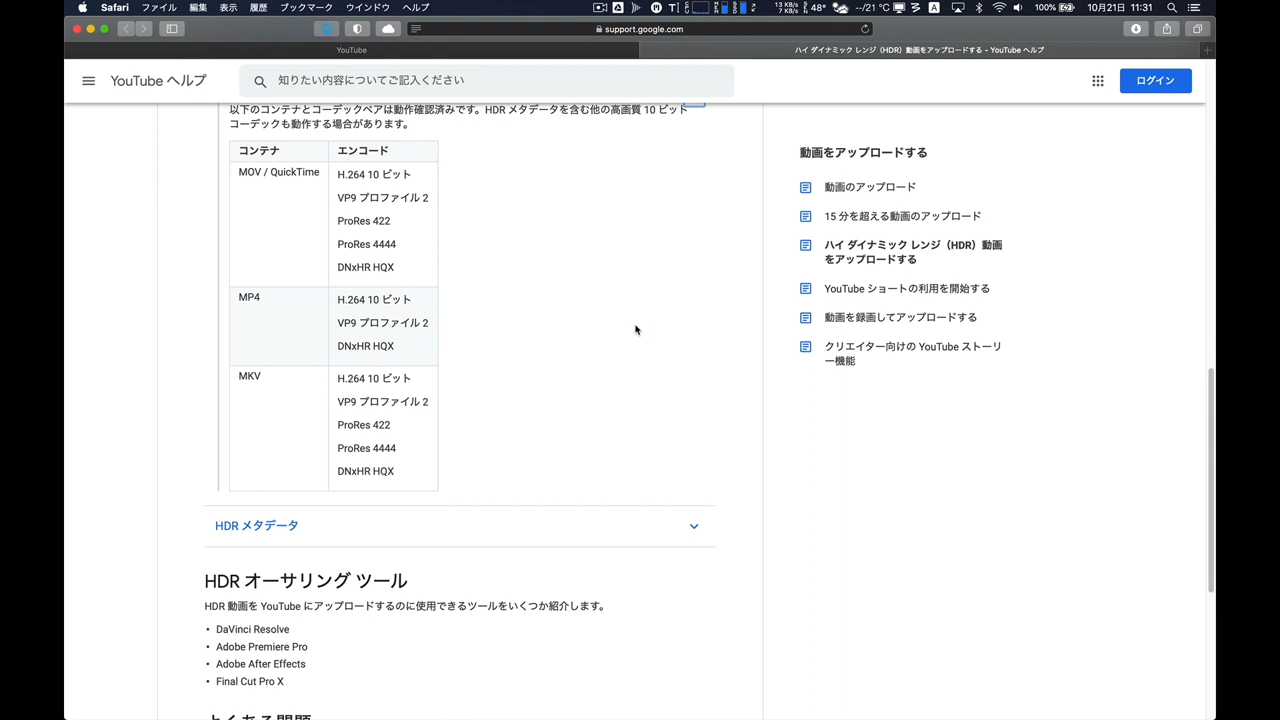 Safari ファイル 編集 表示 履歴 ブックマーク ウインドウ ヘルプ
13 KB/s
7 KB/s
48° --/21 °C
A
100%
10月21日 11:31
support.google.com
YouTube
ハイ ダイナミック レンジ（HDR）動画をアップロードする - YouTube ヘルプ
YouTube ヘルプ
知りたい内容についてご記入ください
ログイン
以下のコンテナとコーデックペアは動作確認済みです。HDR メタデータを含む他の高画質 10 ビット
コーデックも動作する場合があります。
コンテナ エンコード
MOV / QuickTime
H.264 10 ビット
VP9 プロファイル 2
ProRes 422
ProRes 4444
DNxHR HQX
MP4
H.264 10 ビット
VP9 プロファイル 2
DNxHR HQX
MKV
H.264 10 ビット
VP9 プロファイル 2
ProRes 422
ProRes 4444
DNxHR HQX
HDR メタデータ
HDR オーサリング ツール
HDR 動画を YouTube にアップロードするのに使用できるツールをいくつか紹介します。
• DaVinci Resolve
• Adobe Premiere Pro
• Adobe After Effects
• Final Cut Pro X
よくある問題
動画をアップロードする
動画のアップロード
15 分を超える動画のアップロード
ハイ ダイナミック レンジ（HDR）動画
をアップロードする
YouTube ショートの利用を開始する
動画を録画してアップロードする
クリエイター向けの YouTube ストーリ
ー機能